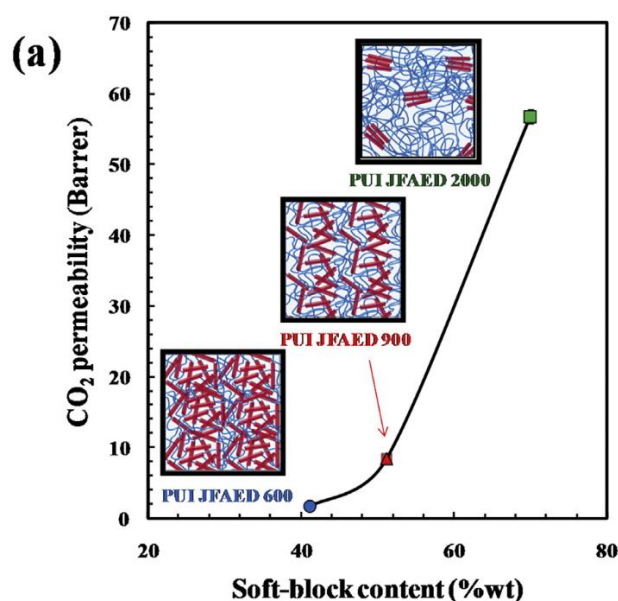 (a)
CO₂ permeability (Barrer)
70
60
50
40
30
20
10
0
PUI JFAED 2000
PUI JFAED 900
PUI JFAED 600
20
40
60
80
Soft-block content (%wt)